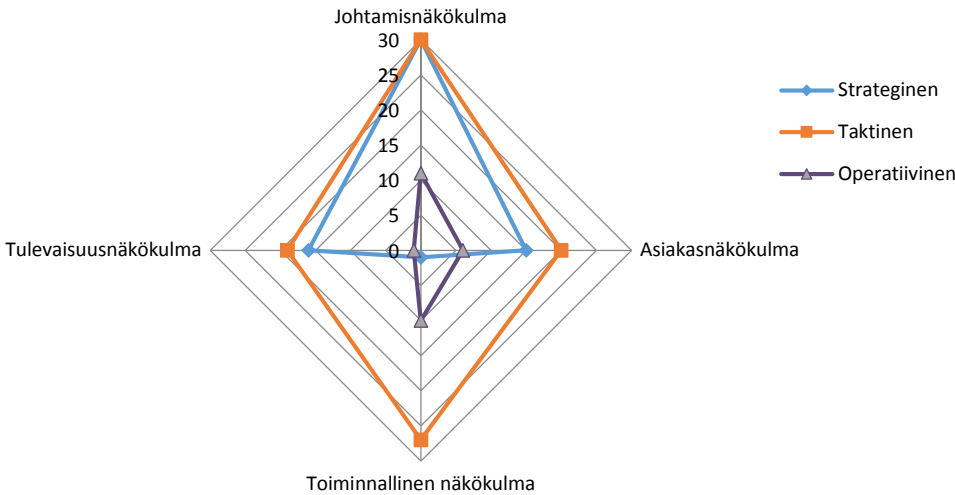 Johtamisnäkökulma
30
25
20
15
10
5
0
Strateginen
Taktinen
Operatiivinen
Tulevaisuusnäkökulma
Asiakasnäkökulma
Toiminnallinen näkökulma